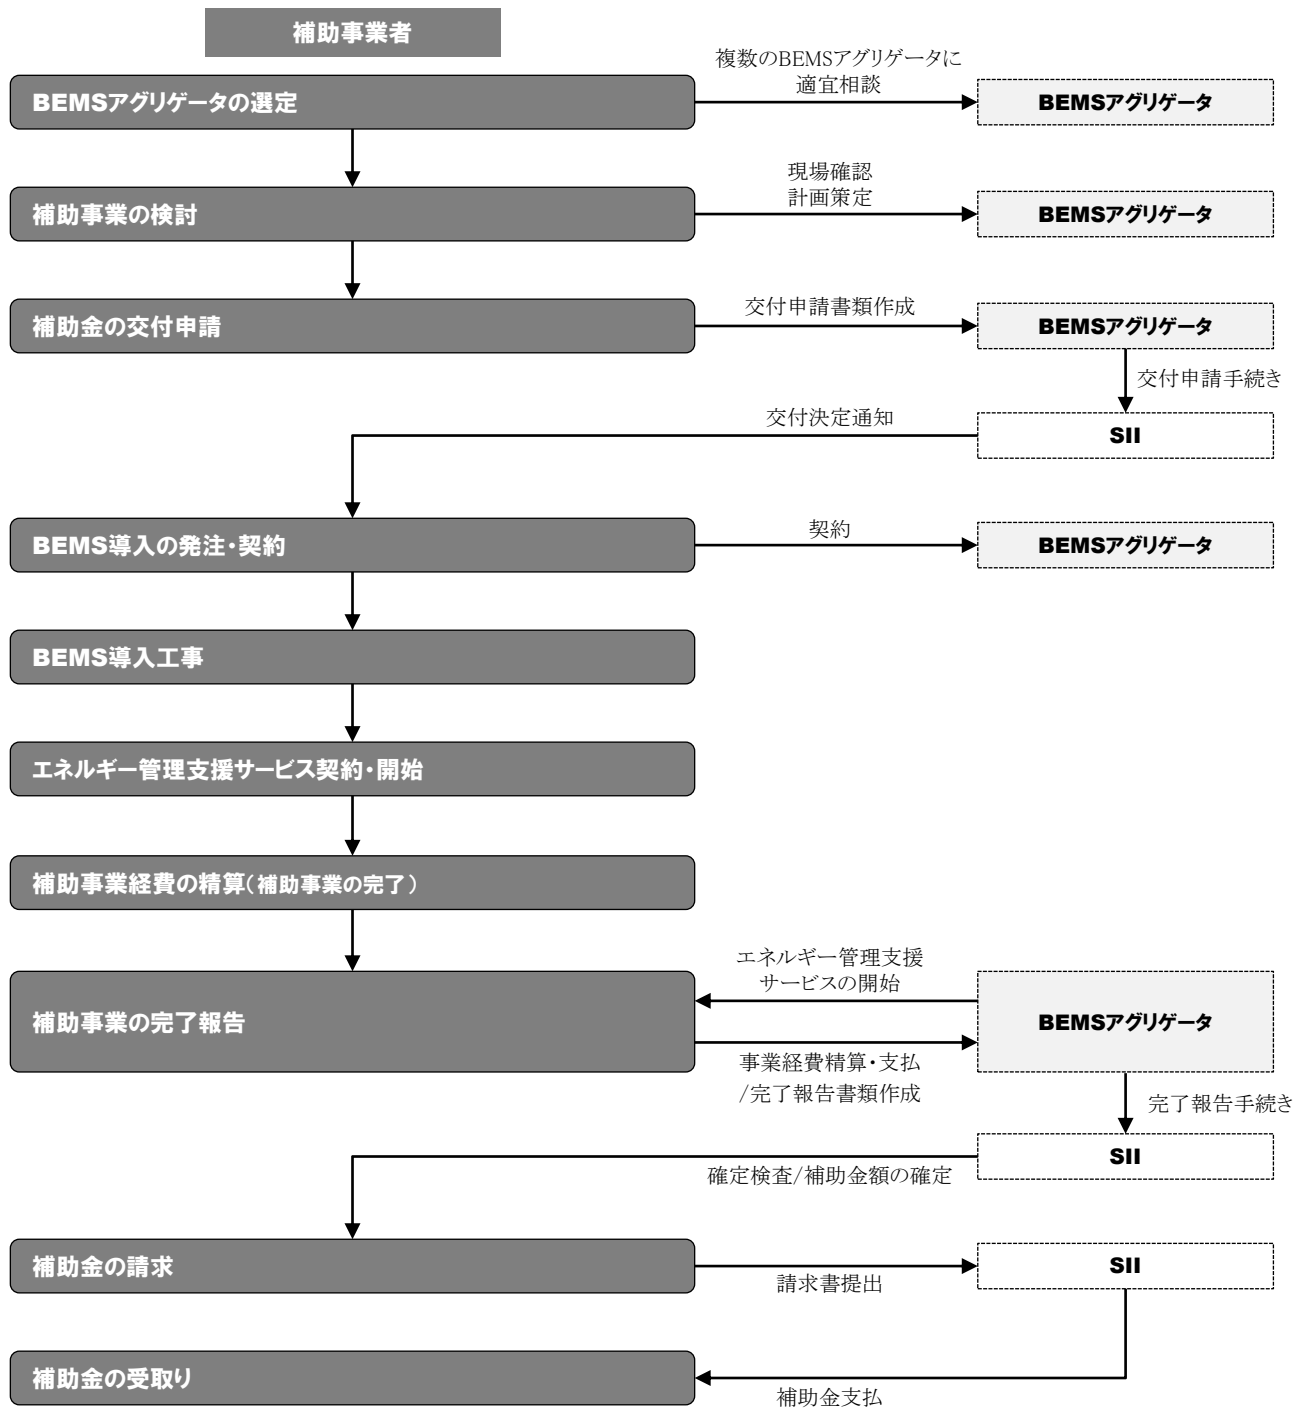 補助事業者
複数のBEMSアグリゲータに
適宜相談
BEMSアグリゲータの選定
BEMSアグリゲータ
現場確認
計画策定
補助事業の検討
BEMSアグリゲータ
交付申請書類作成
補助金の交付申請
BEMSアグリゲータ
交付申請手続き
交付決定通知
SII
契約
BEMS導入の発注・契約
BEMSアグリゲータ
BEMS導入工事
エネルギー管理支援サービス契約・開始
補助事業経費の精算(補助事業の完了)
エネルギー管理支援
サービスの開始
補助事業の完了報告
BEMSアグリゲータ
事業経費精算・支払
/完了報告書類作成
完了報告手続き
SII
確定検査/補助金額の確定
補助金の請求
SII
請求書提出
補助金の受取り
補助金支払